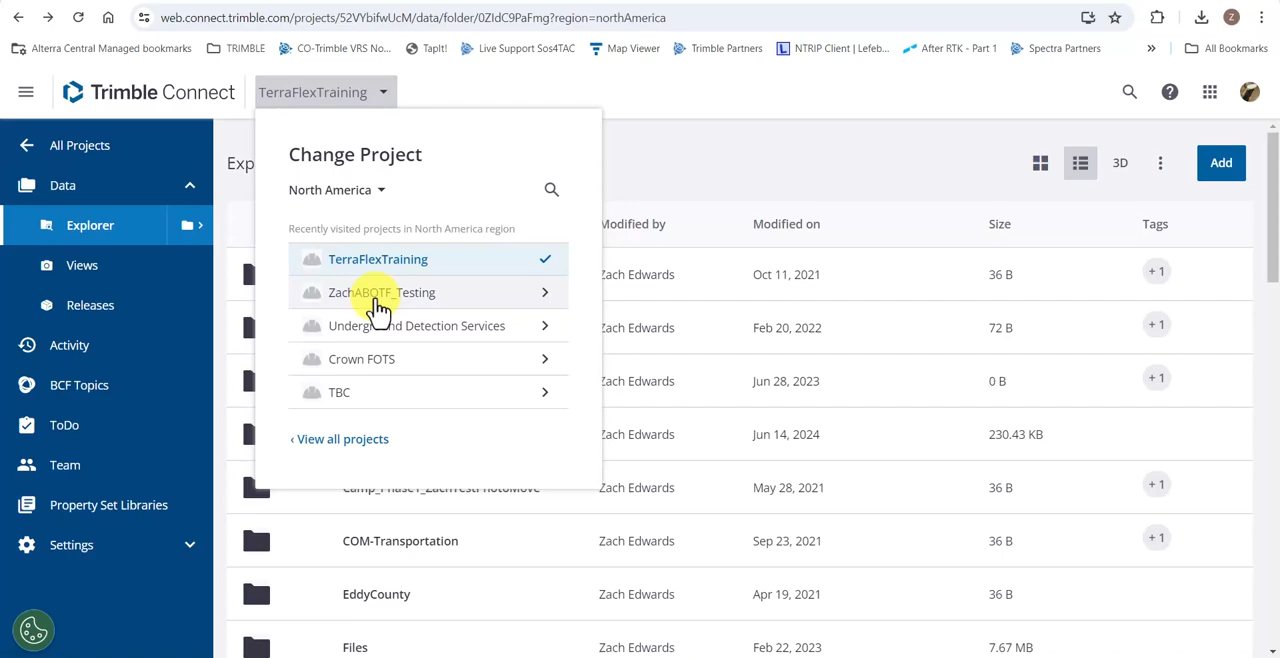 web.connect.trimble.com/projects/52VYbifwUcM/data/folder/0ZIdC9PaFmg?region=northAmerica
Z
Alterra Central Managed bookmarks TRIMBLE CO-Trimble VRS No... TapIt! Live Support Sos4TAC Map Viewer Trimble Partners L NTRIP Client | Lefeb... After RTK - Part 1 Spectra Partners » All Bookmarks
Trimble Connect TerraFlexTraining
All Projects
Data
Explorer
Views
Releases
Activity
BCF Topics
ToDo
Team
Property Set Libraries
Settings
Change Project
North America
Recently visited projects in North America region
TerraFlexTraining
ZachABQTF_Testing
Underground Detection Services
Crown FOTS
TBC
‹ View all projects
Exp 3D Add
Modified by Modified on Size Tags
Zach Edwards Oct 11, 2021 36 B + 1
Zach Edwards Feb 20, 2022 72 B + 1
Zach Edwards Jun 28, 2023 0 B + 1
Zach Edwards Jun 14, 2024 230.43 KB
Camp_Phase1_ZachTestPhotoMove Zach Edwards May 28, 2021 36 B + 1
COM-Transportation Zach Edwards Sep 23, 2021 36 B + 1
EddyCounty Zach Edwards Apr 19, 2021 36 B
Files Zach Edwards Feb 22, 2023 7.67 MB